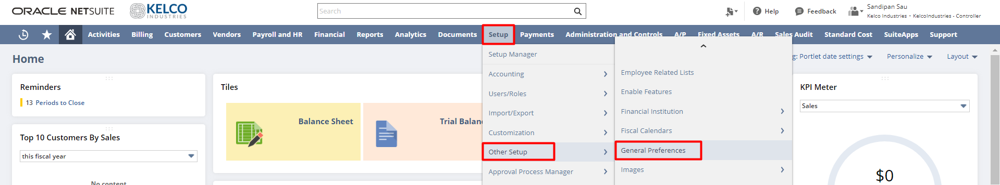 ORACLE NETSUITE
KELCO
INDUSTRIES
Search
Help
Feedback
Sandipan Sau
Kelco Industries - KelcoIndustries - Controller
Activities Billing Customers Vendors Payroll and HR Financial Reports Analytics Documents Setup Payments Administration and Controls A/P Fixed Assets A/R Sales Audit Standard Cost SuiteApps Support
Home
g: Portlet date settings
Personalize
Layout
Reminders
13 Periods to Close
Top 10 Customers By Sales
this fiscal year
No content
Tiles
Balance Sheet
Trial Balanc
Setup Manager
Accounting
Users/Roles
Import/Export
Customization
Other Setup
Approval Process Manager
Employee Related Lists
Enable Features
Financial Institution
Fiscal Calendars
General Preferences
Images
KPI Meter
Sales
$0